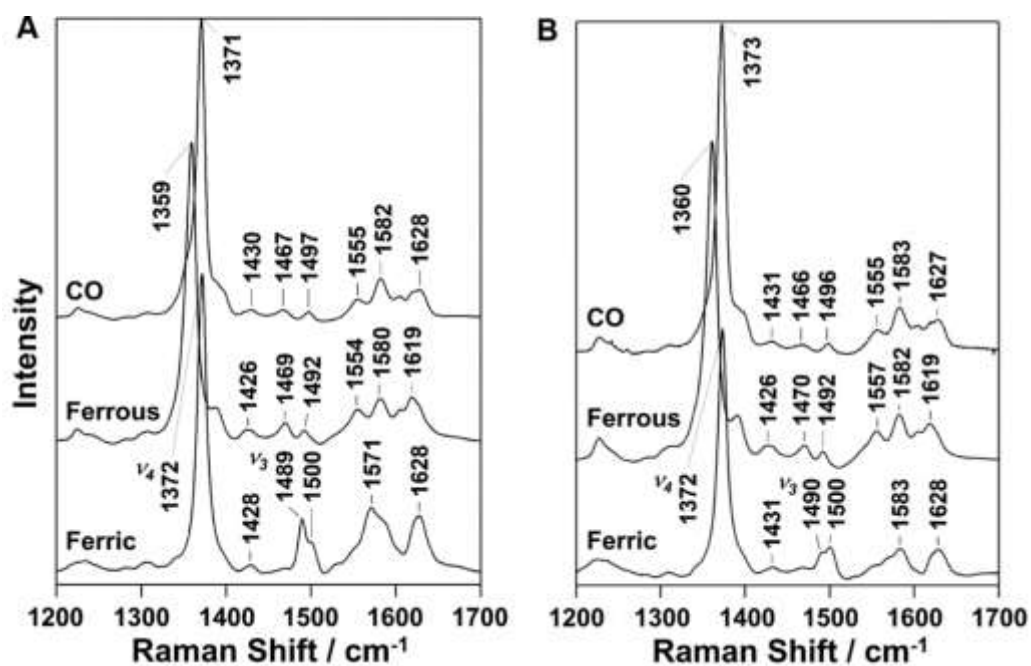 A
1371
1359
1430
1467
1497
1555
1582
1628
CO
1426
1469
1492
1554
1580
1619
Ferrous
ν4
1372
ν3
1428
1489
1500
1571
1628
Ferric
Intensity
1200 1300 1400 1500 1600 1700
Raman Shift / cm-1
B
1373
1360
1431
1466
1496
1555
1583
1627
CO
1426
1470
1492
1557
1582
1619
Ferrous
ν4
1372
ν3
1431
1490
1500
1583
1628
Ferric
1200 1300 1400 1500 1600 1700
Raman Shift / cm-1